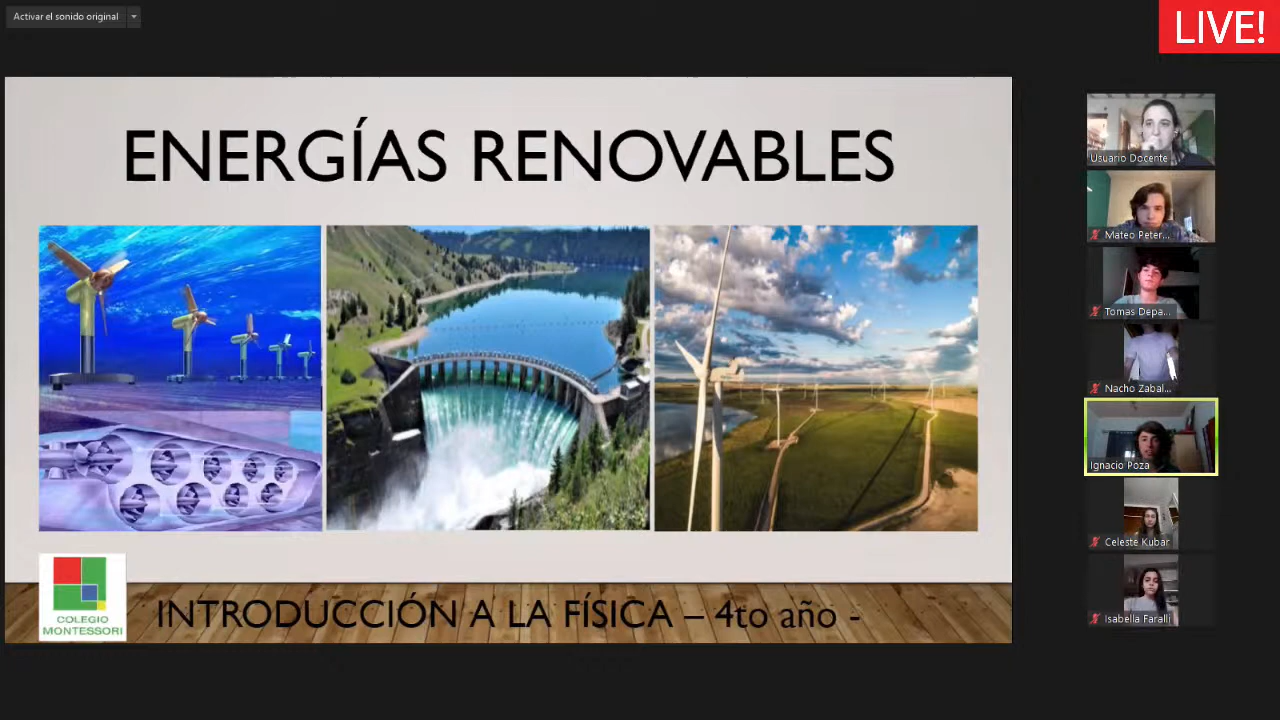 Activar el sonido original
LIVE!
ENERGÍAS RENOVABLES
COLEGIO
MONTESSORI
INTRODUCCIÓN A LA FÍSICA – 4to año -
Usuario Docente...
Mateo Peter...
Tomas Depa...
Nacho Zabal...
Ignacio Poza
Celeste Kubar
Isabella Faralli